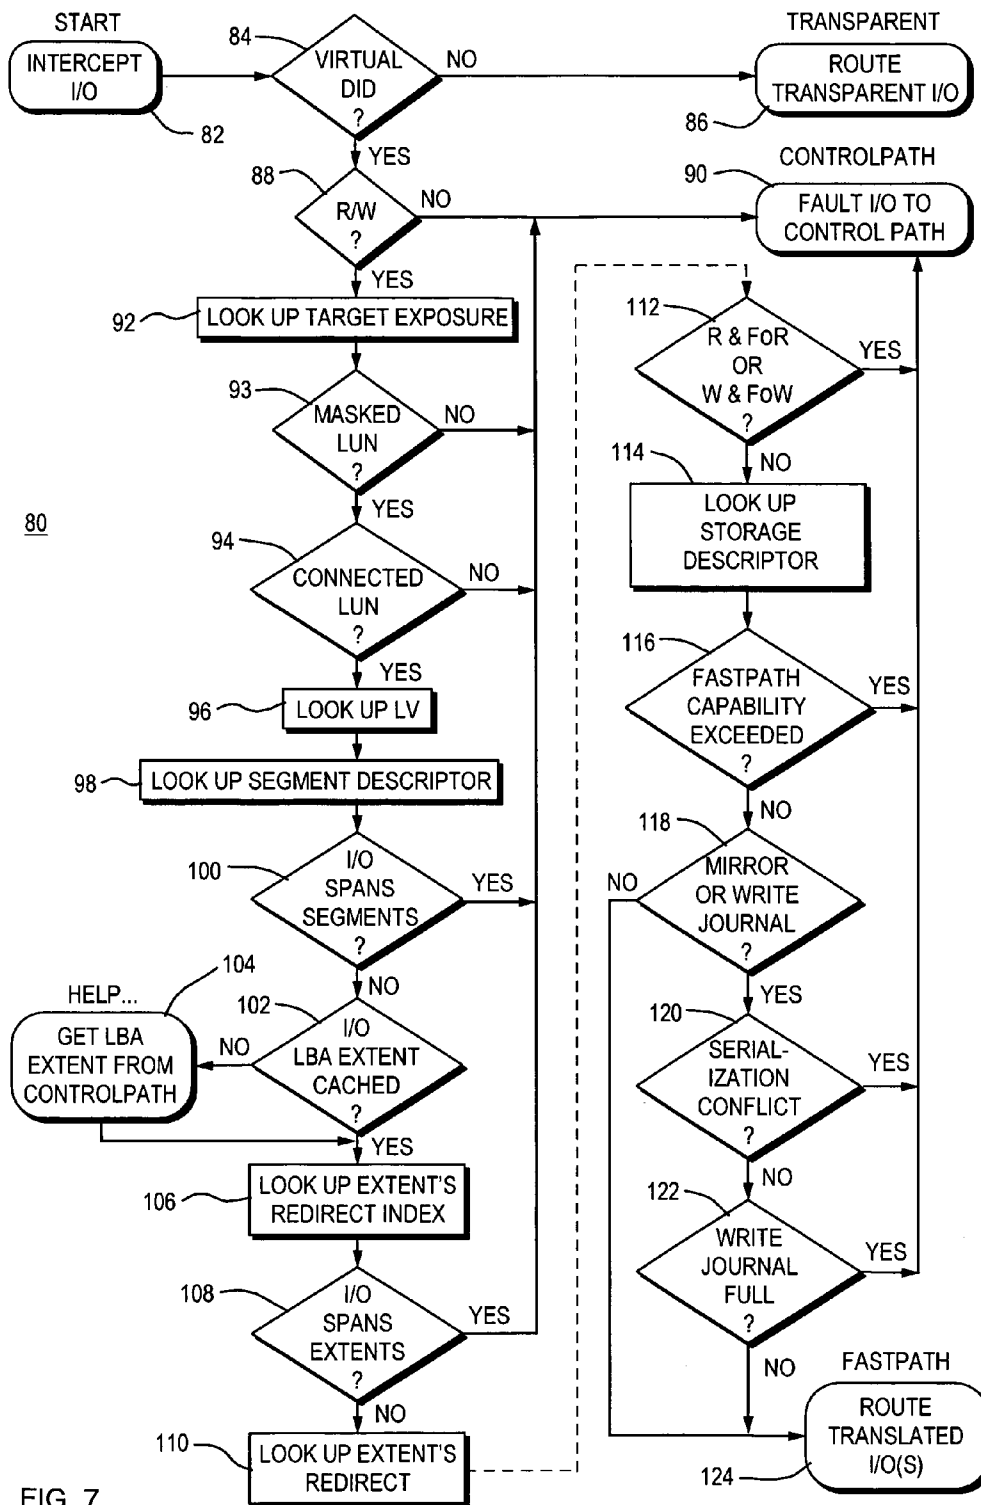 START
INTERCEPT
I/O
82
84
VIRTUAL
DID
?
NO
YES
TRANSPARENT
ROUTE
TRANSPARENT I/O
86
88
R/W
?
NO
YES
CONTROLPATH
90
FAULT I/O TO
CONTROL PATH
92
LOOK UP TARGET EXPOSURE
93
MASKED
LUN
?
NO
YES
80
94
CONNECTED
LUN
?
NO
YES
96
LOOK UP LV
98
LOOK UP SEGMENT DESCRIPTOR
100
I/O
SPANS
SEGMENTS
?
YES
NO
HELP...
104
GET LBA
EXTENT FROM
CONTROLPATH
102
I/O
LBA EXTENT
CACHED
?
NO
YES
106
LOOK UP EXTENT'S
REDIRECT INDEX
108
I/O
SPANS
EXTENTS
?
YES
NO
110
LOOK UP EXTENT'S
REDIRECT
112
R & FoR
OR
W & FoW
?
YES
NO
114
LOOK UP
STORAGE
DESCRIPTOR
116
FASTPATH
CAPABILITY
EXCEEDED
?
YES
NO
118
MIRROR
OR WRITE
JOURNAL
?
NO
YES
120
SERIAL-
IZATION
CONFLICT
?
YES
NO
122
WRITE
JOURNAL
FULL
?
YES
NO
FASTPATH
ROUTE
TRANSLATED
I/O(S)
124
FIG. 7